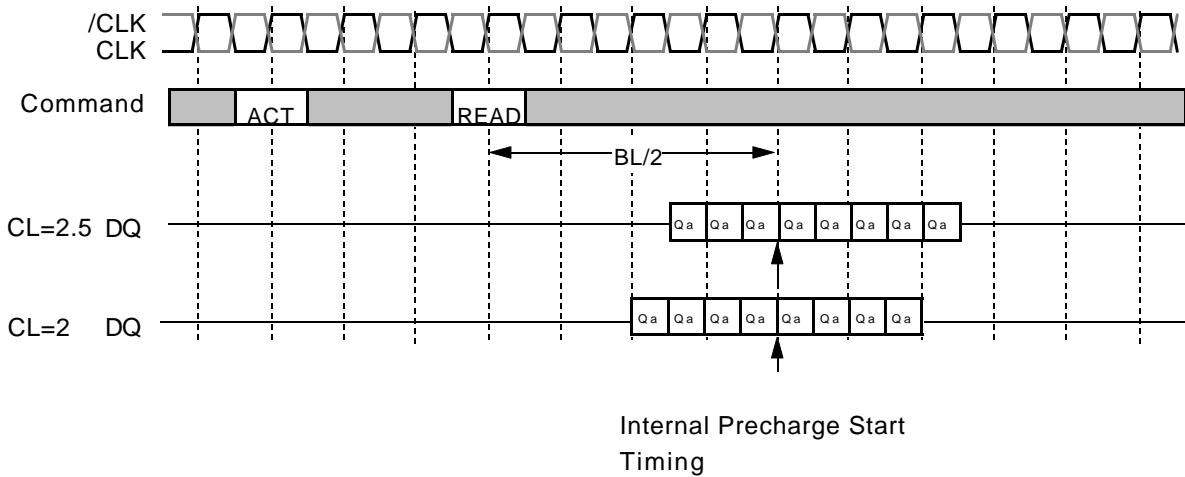 /CLK
CLK
Command ACT READ
BL/2
CL=2.5 DQ Qa Qa Qa Qa Qa Qa Qa Qa
CL=2 DQ Qa Qa Qa Qa Qa Qa Qa Qa
Internal Precharge Start
Timing